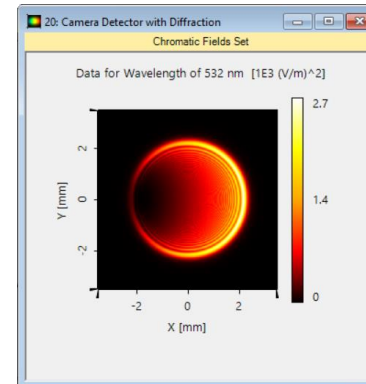 20: Camera Detector with Diffraction
Chromatic Fields Set
Data for Wavelength of 532 nm [1E3 (V/m)^2]
2.7
1.4
0
Y [mm]
2
0
-2
-2
0
2
X [mm]